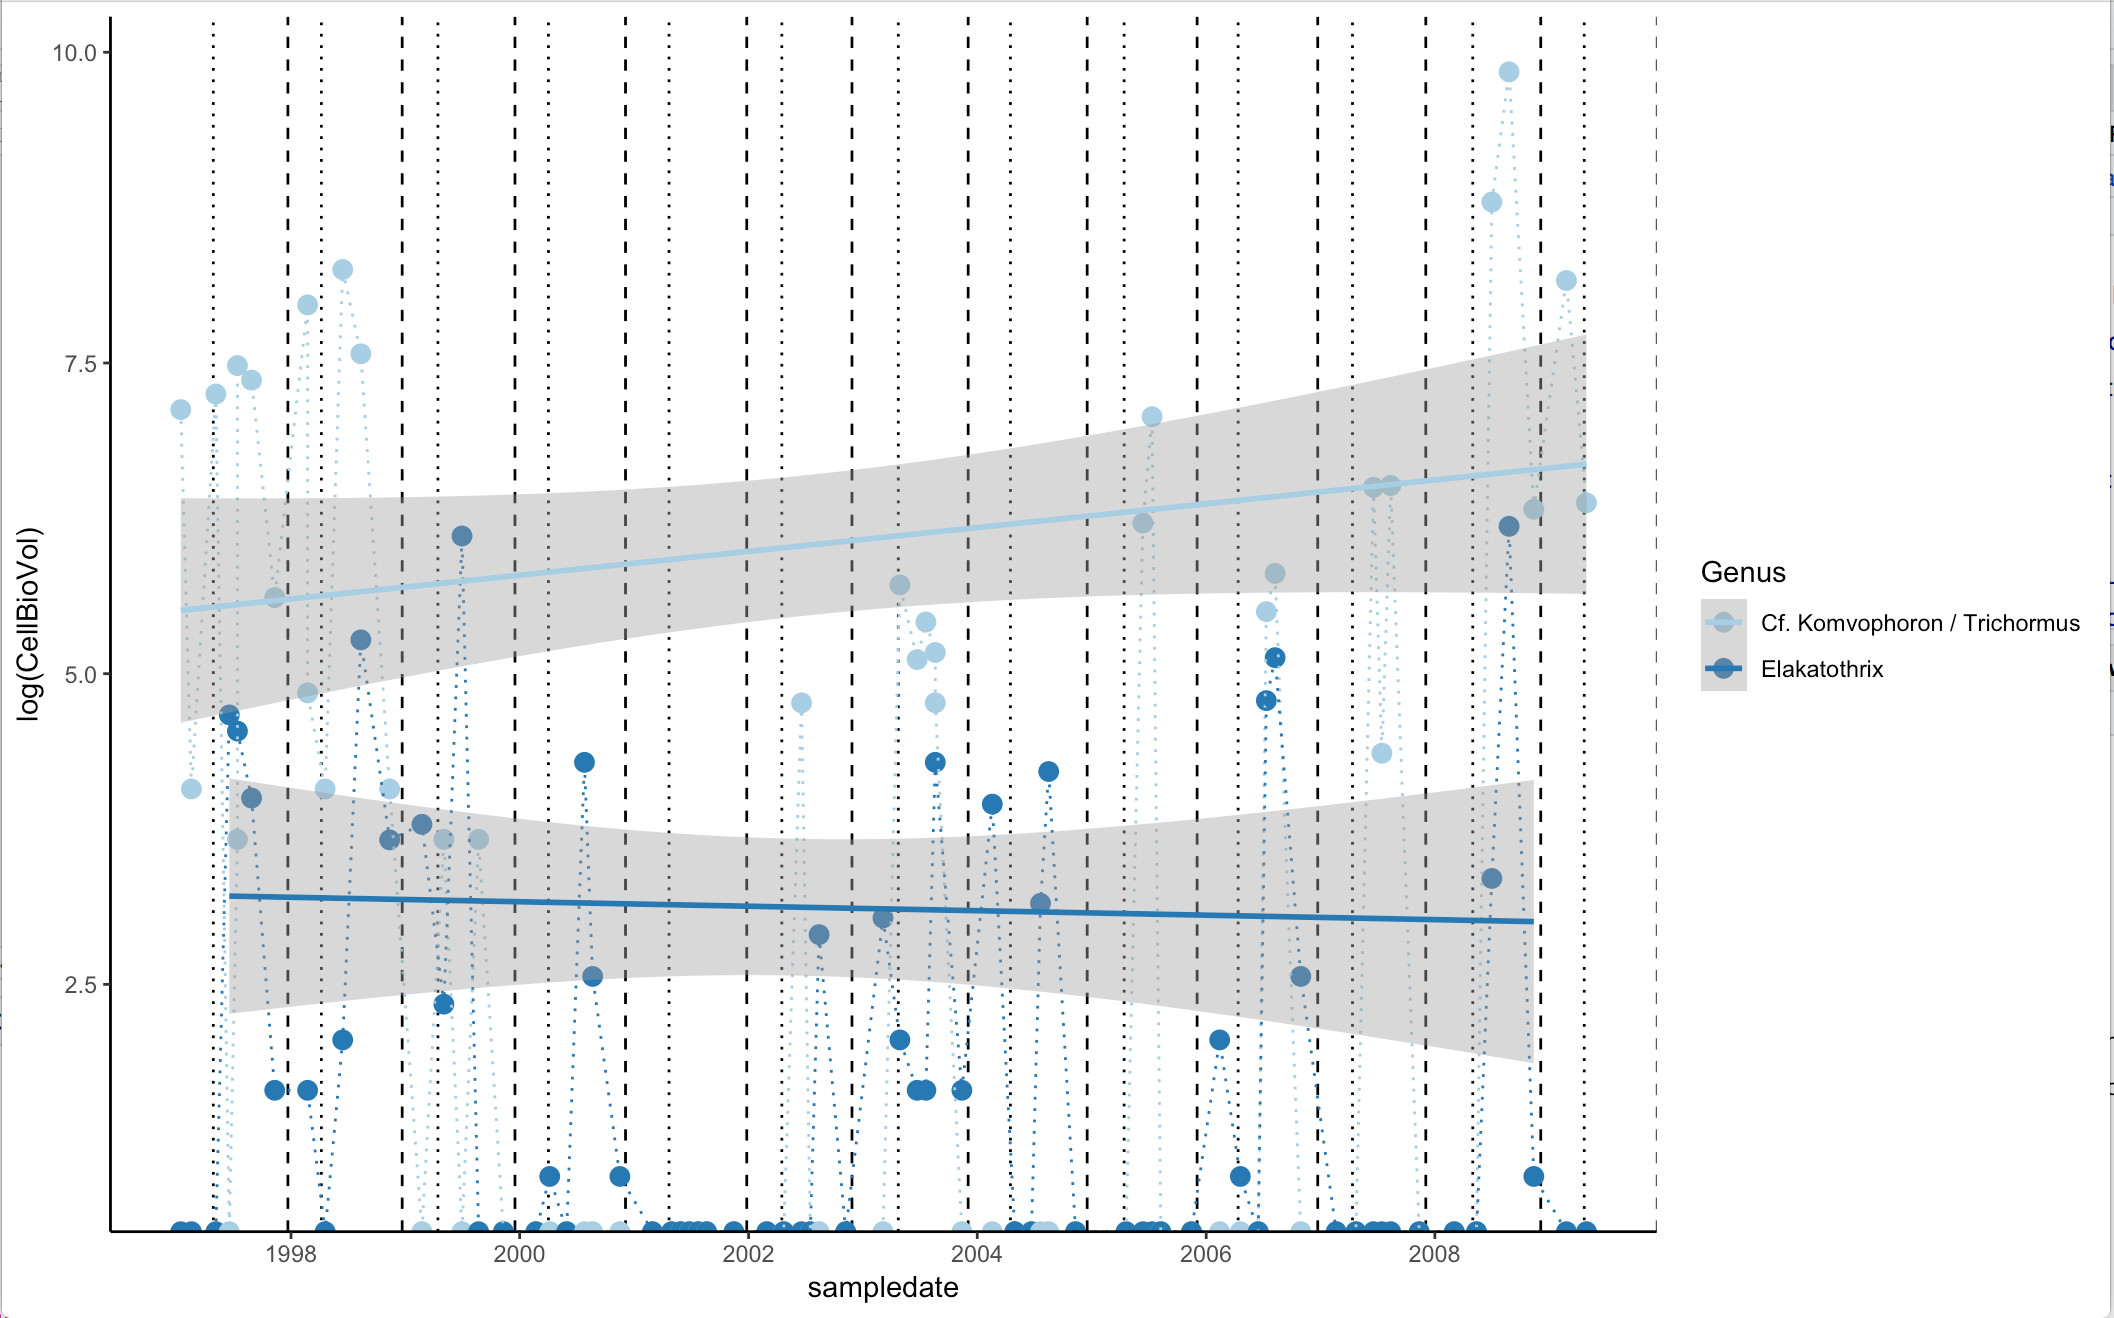 10.0
7.5
5.0
2.5
log(CellBioVol)
1998 2000 2002 2004 2006 2008
sampledate
Genus
Cf. Komvophoron / Trichormus
Elakatothrix